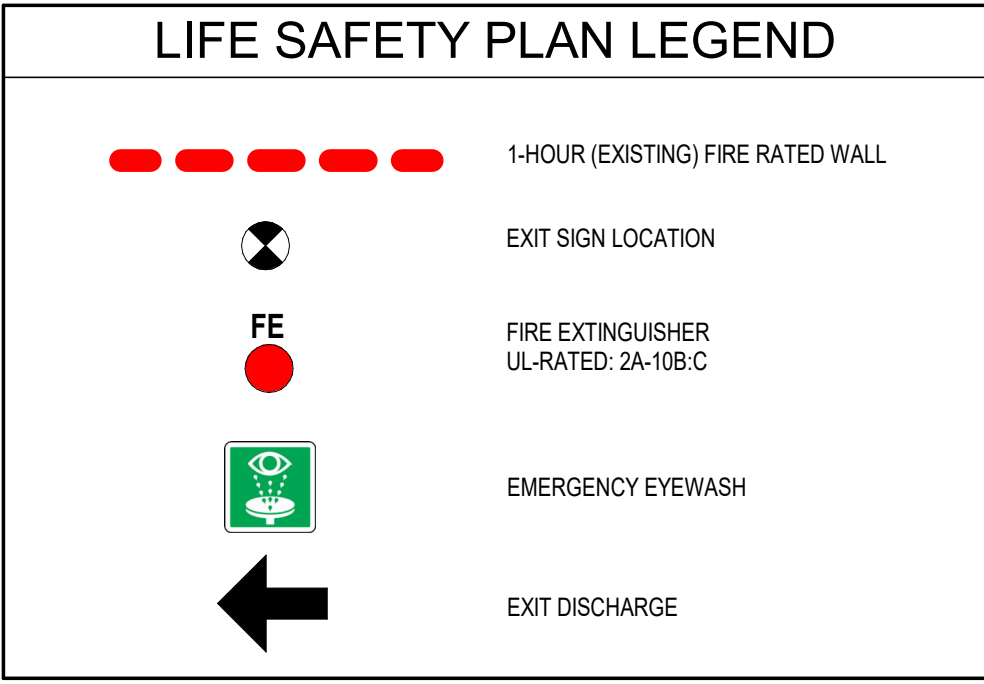 LIFE SAFETY PLAN LEGEND
1-HOUR (EXISTING) FIRE RATED WALL
EXIT SIGN LOCATION
FE
FIRE EXTINGUISHER
UL-RATED: 2A-10B:C
EMERGENCY EYEWASH
EXIT DISCHARGE